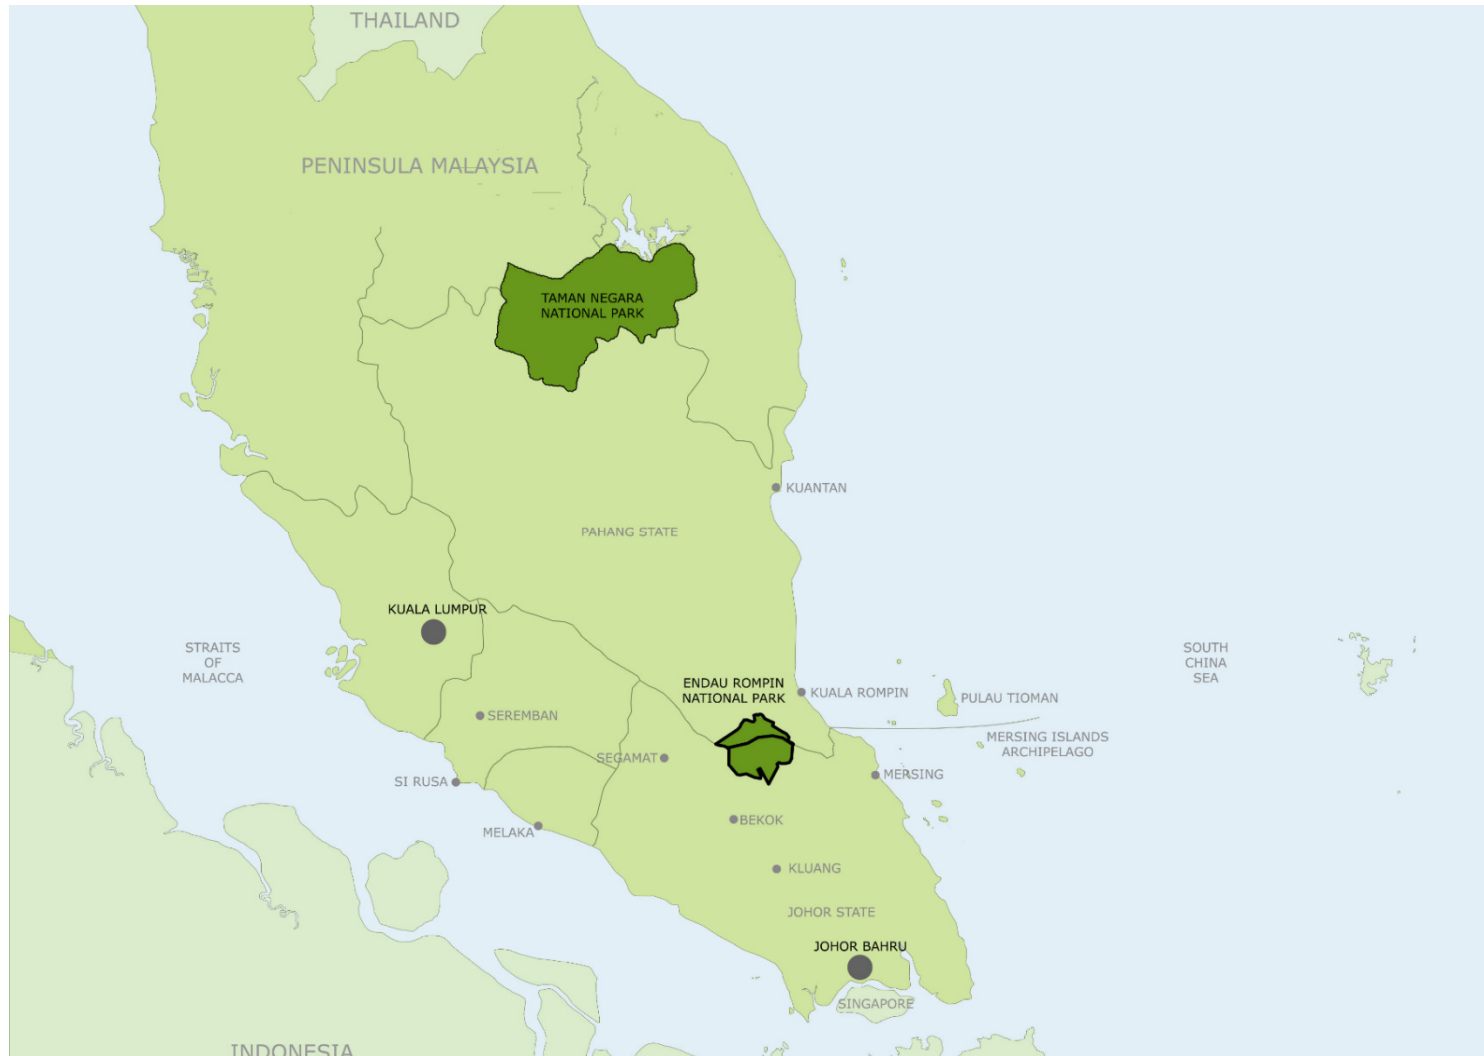 THAILAND
PENINSULA MALAYSIA
TAMAN NEGARA
NATIONAL PARK
KUANTAN
PAHANG STATE
KUALA LUMPUR
STRAITS
OF
MALACCA
SOUTH
CHINA
SEA
ENDAU ROMPIN
NATIONAL PARK
KUALA ROMPIN
PULAU TIOMAN
SEREMBAN
MERSING ISLANDS
ARCHIPELAGO
SEGAMAT
SI RUSA
MERSING
MELAKA
BEKOK
KLUANG
JOHOR STATE
JOHOR BAHRU
SINGAPORE
INDONESIA